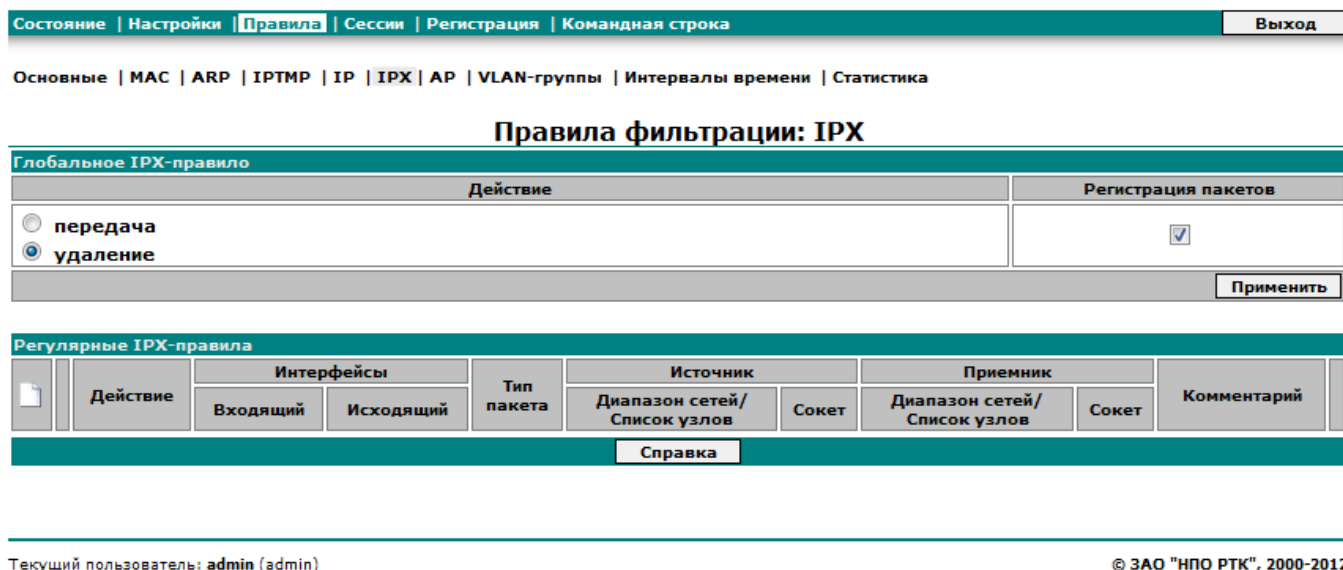 Состояние | Настройки | Правила | Сессии | Регистрация | Командная строка Выход
Основные | MAC | ARP | IPTMP | IP | IPX | AP | VLAN-группы | Интервалы времени | Статистика
Правила фильтрации: IPX
Глобальное IPX-правило
Действие Регистрация пакетов
передача
удаление
Применить
Регулярные IPX-правила
Действие Интерфейсы Тип пакета Источник Приемник Комментарий
Входящий Исходящий Диапазон сетей/ Список узлов Сокет Диапазон сетей/ Список узлов Сокет
Справка
Текущий пользователь: admin (admin) © ЗАО "НПО РТК", 2000-2012